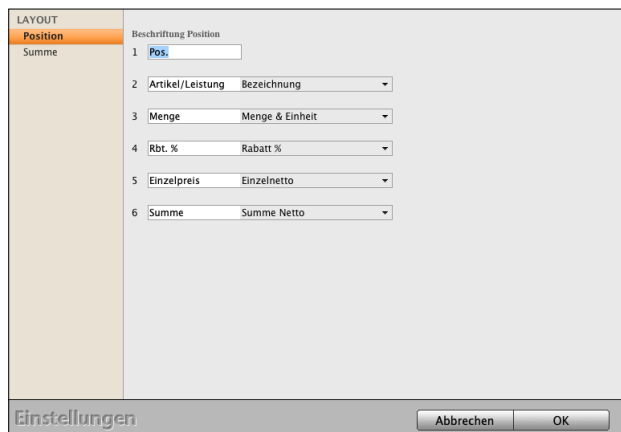 LAYOUT
Position
Summe
Beschriftung Position
1 Pos.
2 Artikel/Leistung Bezeichnung
3 Menge Menge & Einheit
4 Rbt. % Rabatt %
5 Einzelpreis Einzelnetto
6 Summe Summe Netto
Einstellungen
Abbrechen OK